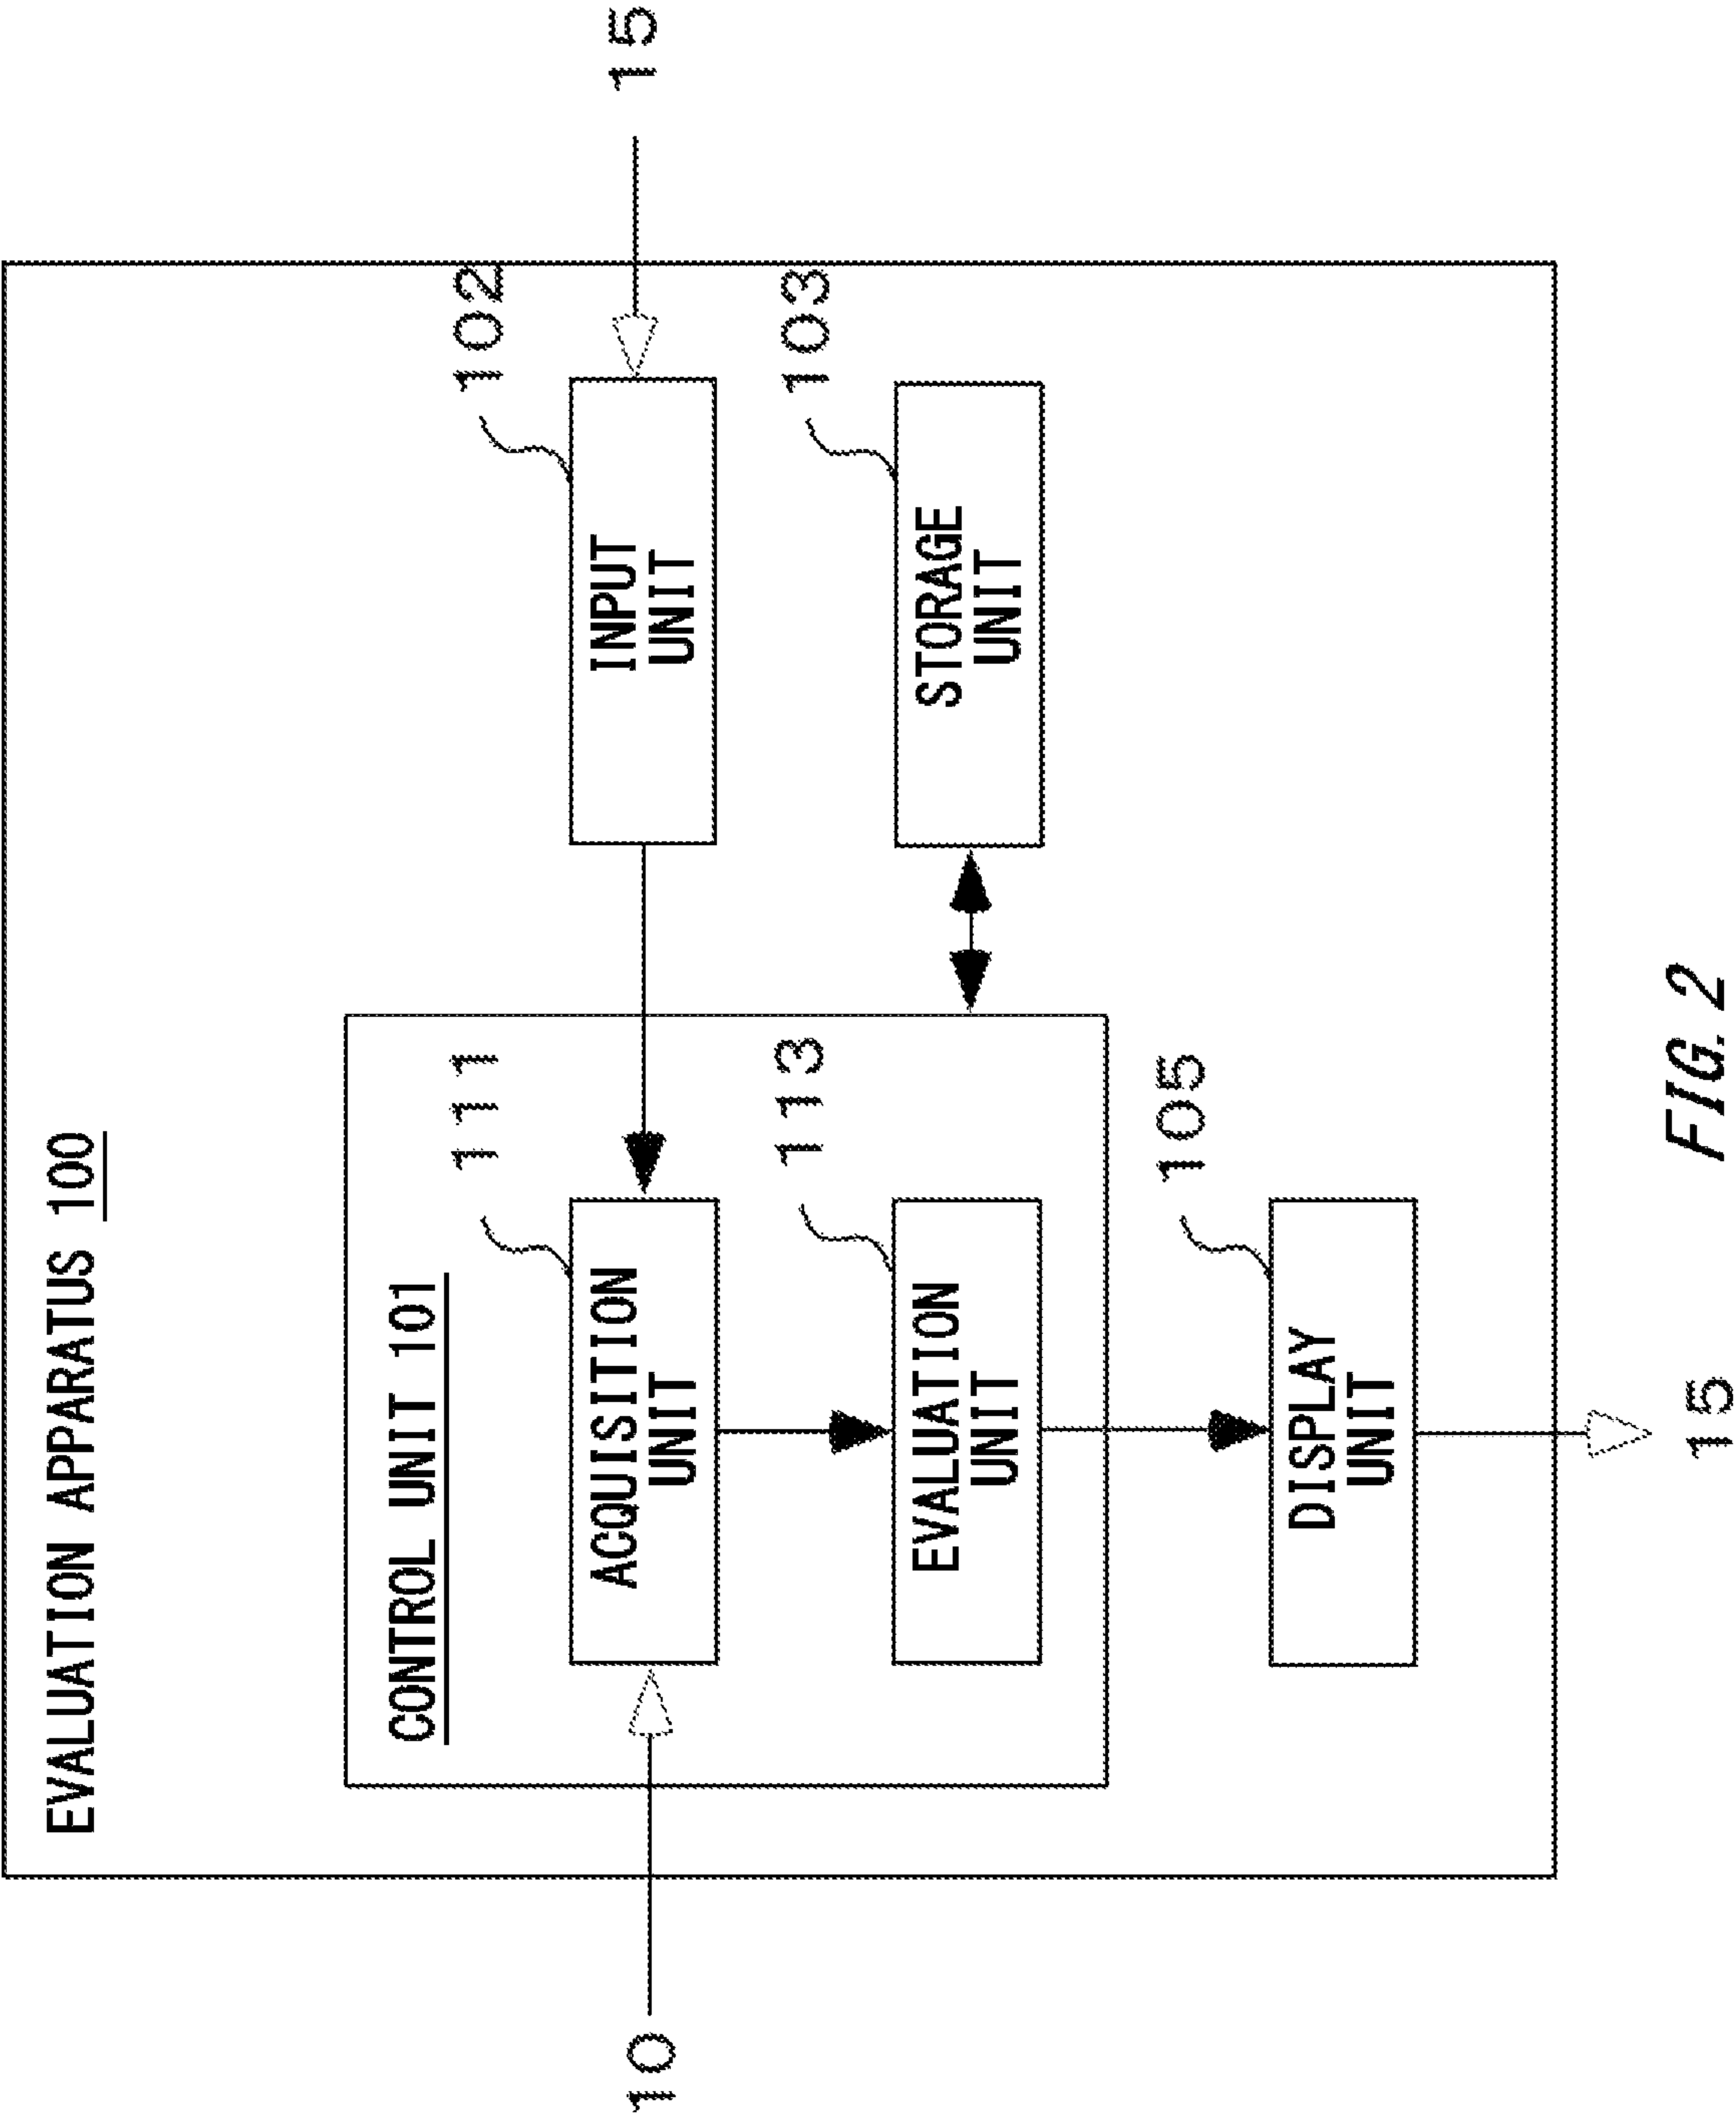 EVALUATION APPARATUS 100
CONTROL UNIT 101
111
102
10
ACQUISITION
UNIT
INPUT
UNIT
15
113
103
EVALUATION
UNIT
STORAGE
UNIT
105
DISPLAY
UNIT
15
FIG. 2